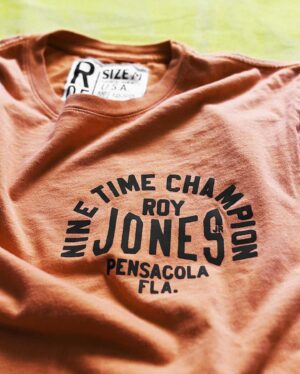 R
SIZE M
U.S.A.
NINE TIME CHAMPION
ROY
JONES JR
PENSACOLA
FLA.